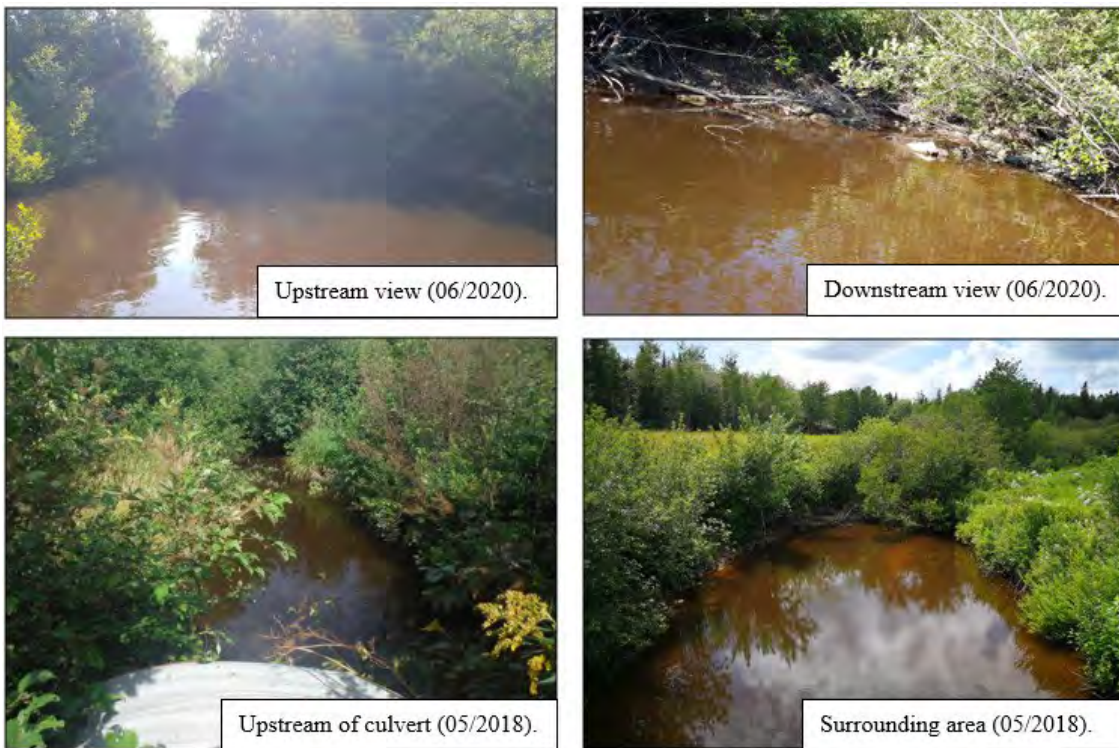 Upstream view (06/2020).
Downstream view (06/2020).
Upstream of culvert (05/2018).
Surrounding area (05/2018).